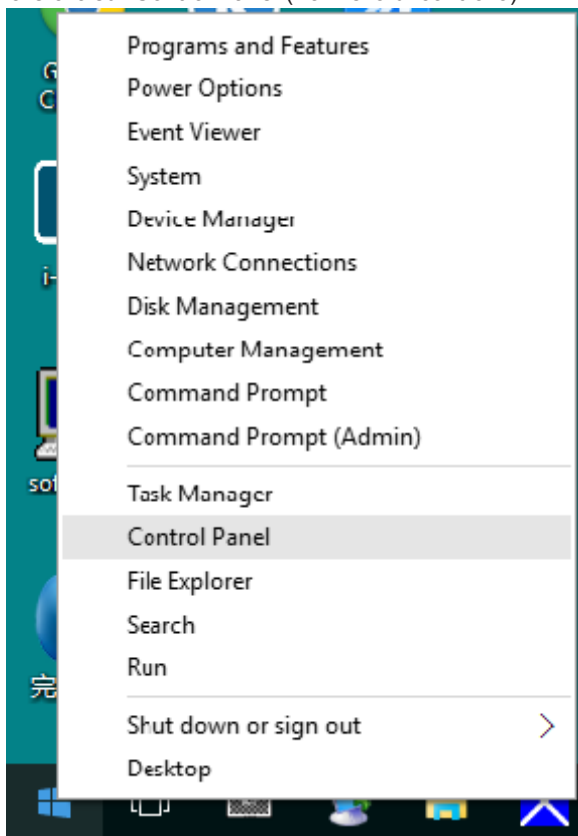 Programs and Features
Power Options
Event Viewer
System
Device Manager
Network Connections
Disk Management
Computer Management
Command Prompt
Command Prompt (Admin)
Task Manager
Control Panel
File Explorer
Search
Run
Shut down or sign out
Desktop
完